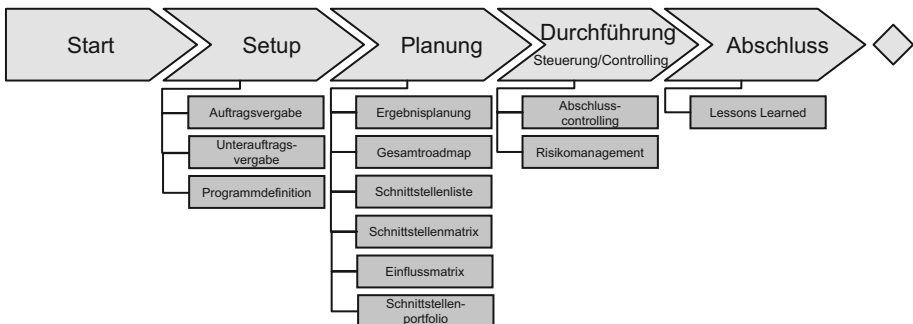 Start
Setup
Planung
Durchführung
Steuerung/Controlling
Abschluss
Auftragsvergabe
Unterauftrags-
vergabe
Programmdefinition
Ergebnisplanung
Gesamtroadmap
Schnittstellenliste
Schnittstellenmatrix
Einflussmatrix
Schnittstellen-
portfolio
Abschluss-
controlling
Risikomanagement
Lessons Learned